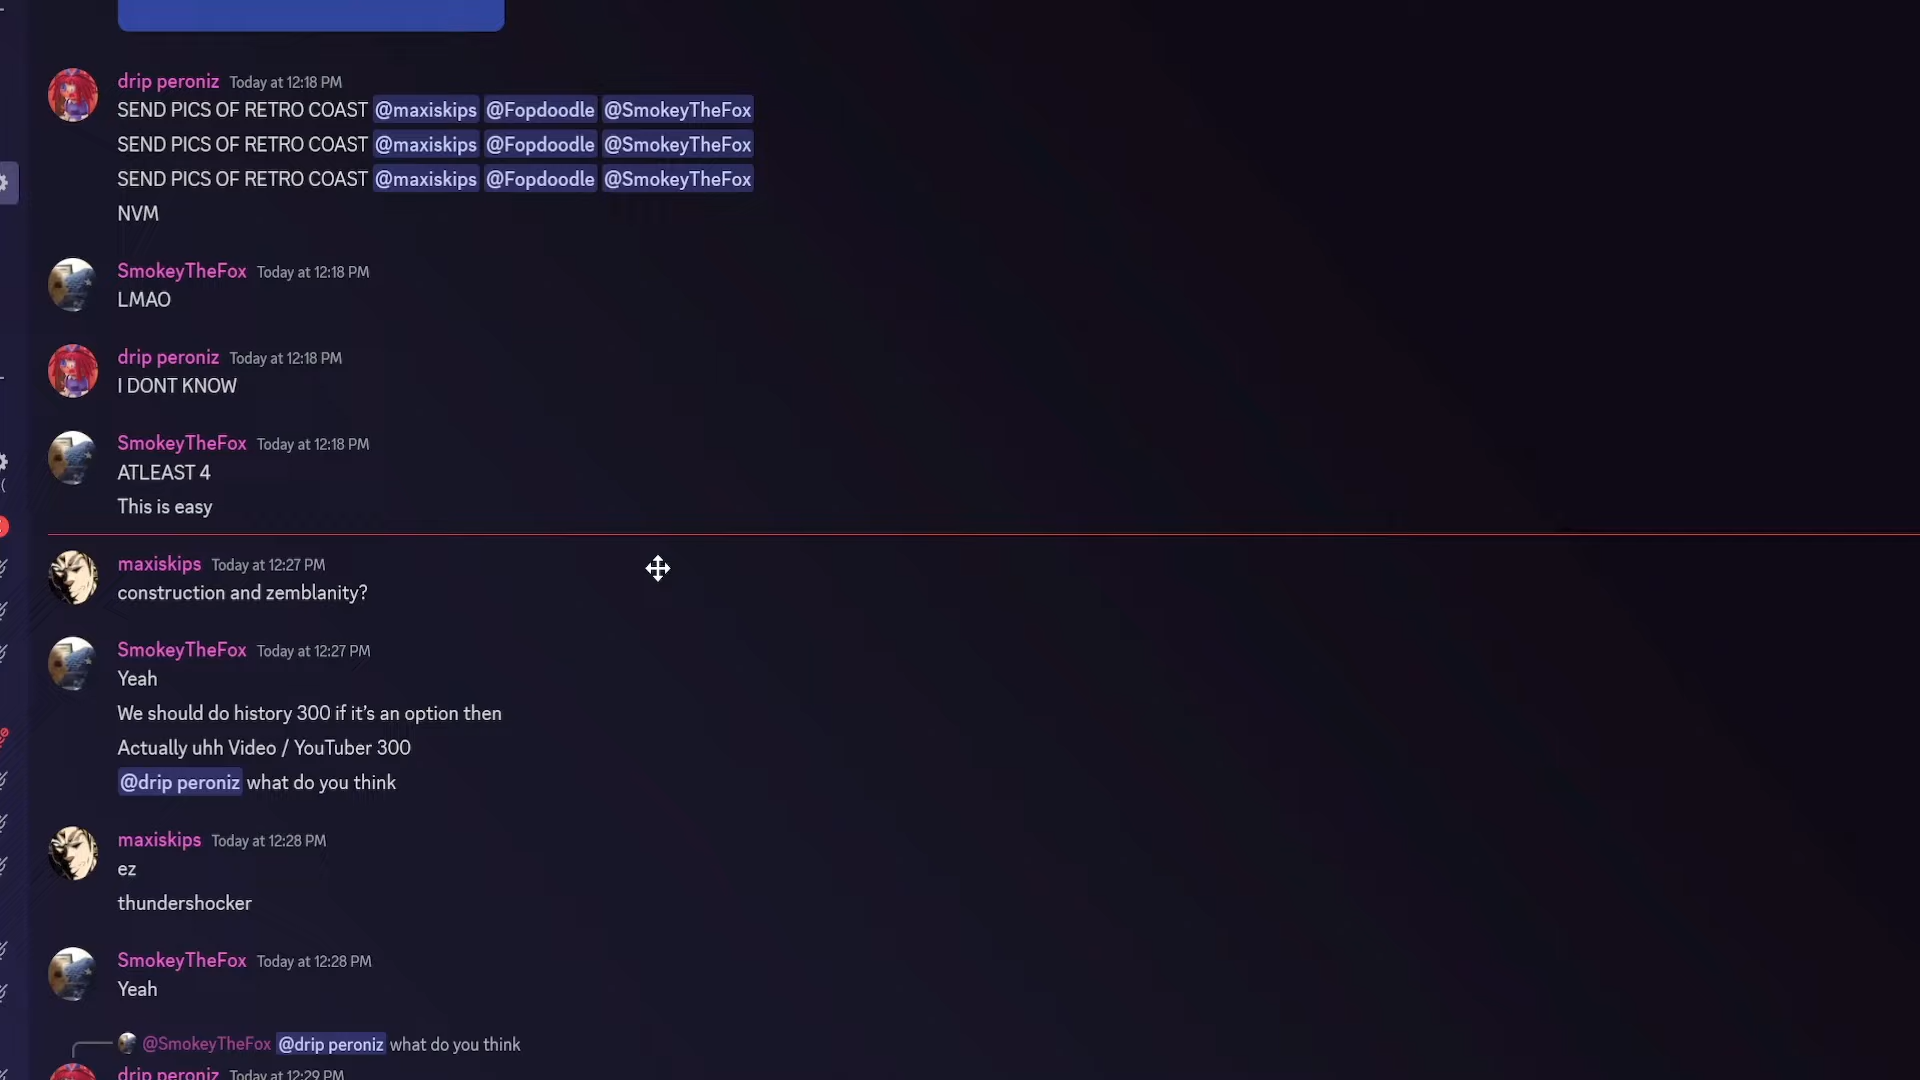 drip peroniz Today at 12:18 PM
SEND PICS OF RETRO COAST @maxiskips @Fopdoodle @SmokeyTheFox
SEND PICS OF RETRO COAST @maxiskips @Fopdoodle @SmokeyTheFox
SEND PICS OF RETRO COAST @maxiskips @Fopdoodle @SmokeyTheFox
NVM
SmokeyTheFox Today at 12:18 PM
LMAO
drip peroniz Today at 12:18 PM
I DONT KNOW
SmokeyTheFox Today at 12:18 PM
ATLEAST 4
This is easy
maxiskips Today at 12:27 PM
construction and zemblanity?
SmokeyTheFox Today at 12:27 PM
Yeah
We should do history 300 if it’s an option then
Actually uhh Video / YouTuber 300
@drip peroniz what do you think
maxiskips Today at 12:28 PM
ez
thundershocker
SmokeyTheFox Today at 12:28 PM
Yeah
@SmokeyTheFox @drip peroniz what do you think
drip peroniz Today at 12:29 PM